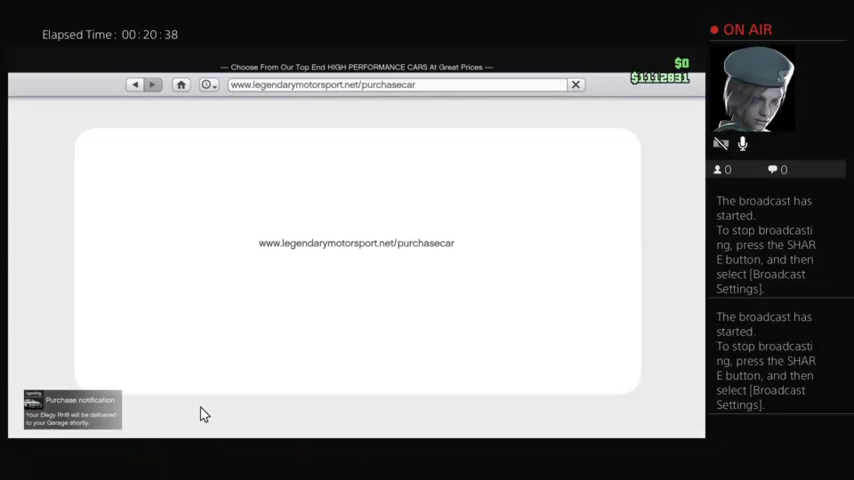 Elapsed Time : 00:20:38
ON AIR
--- Choose From Our Top End HIGH PERFORMANCE CARS At Great Prices ---
$0
$1112831
www.legendarymotorsport.net/purchasecar
www.legendarymotorsport.net/purchasecar
0
0
The broadcast has
started.
To stop broadcasti
ng, press the SHAR
E button, and then
select [Broadcast
Settings].
The broadcast has
started.
To stop broadcasti
ng, press the SHAR
E button, and then
select [Broadcast
Settings].
Purchase notification
Your Elegy RH8 will be delivered
to your Garage shortly.